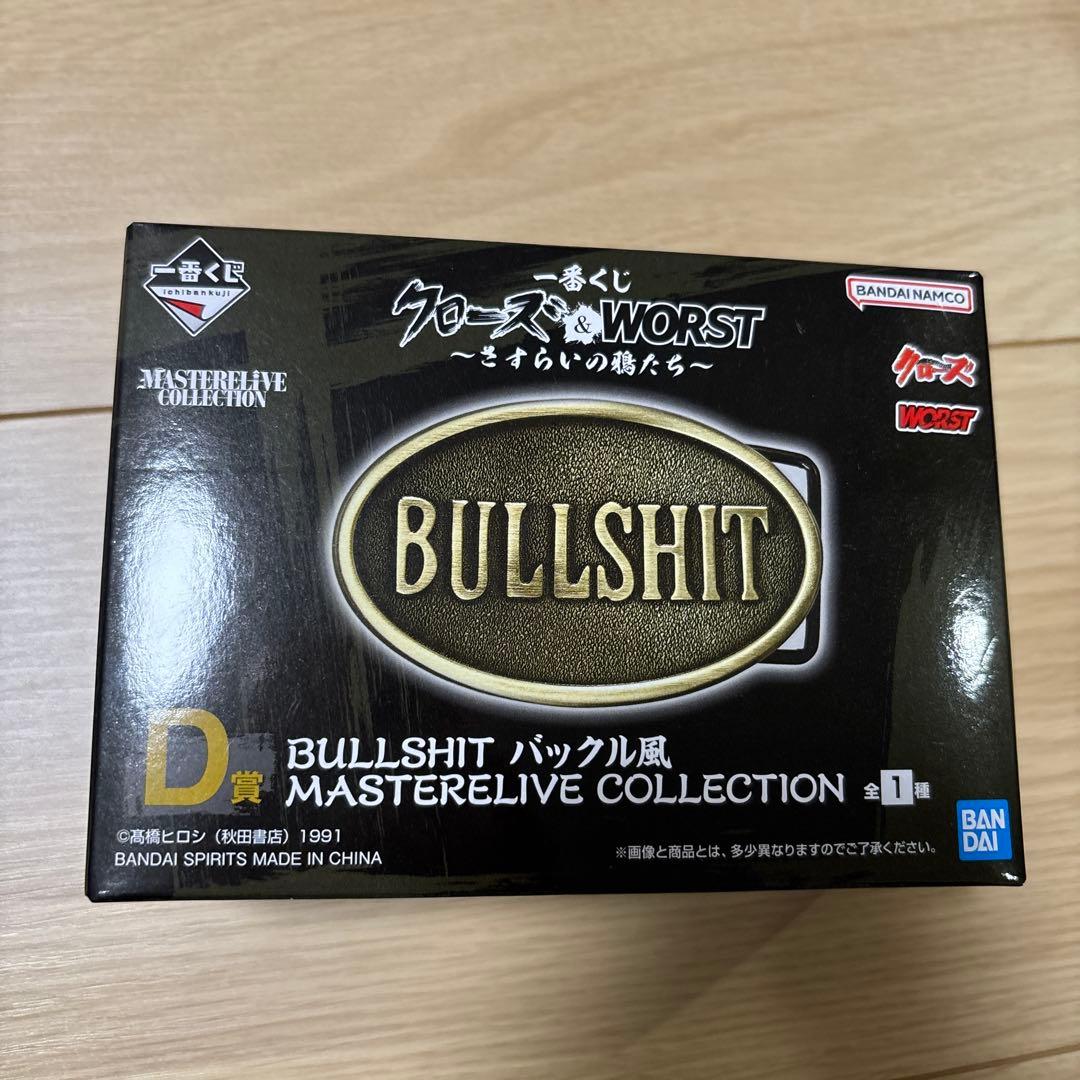 一番くじ
ichibankuji
MASTERELIVE
COLLECTION
一番くじ
クローズ&WORST
〜さすらいの鴉たち〜
BANDAI NAMCO
クローズ
WORST
BULLSHIT
D賞
BULLSHIT バックル風
MASTERELIVE COLLECTION 全1種
©髙橋ヒロシ（秋田書店）1991
BANDAI SPIRITS MADE IN CHINA
※画像と商品とは、多少異なりますのでご了承ください。
BAN
DAI